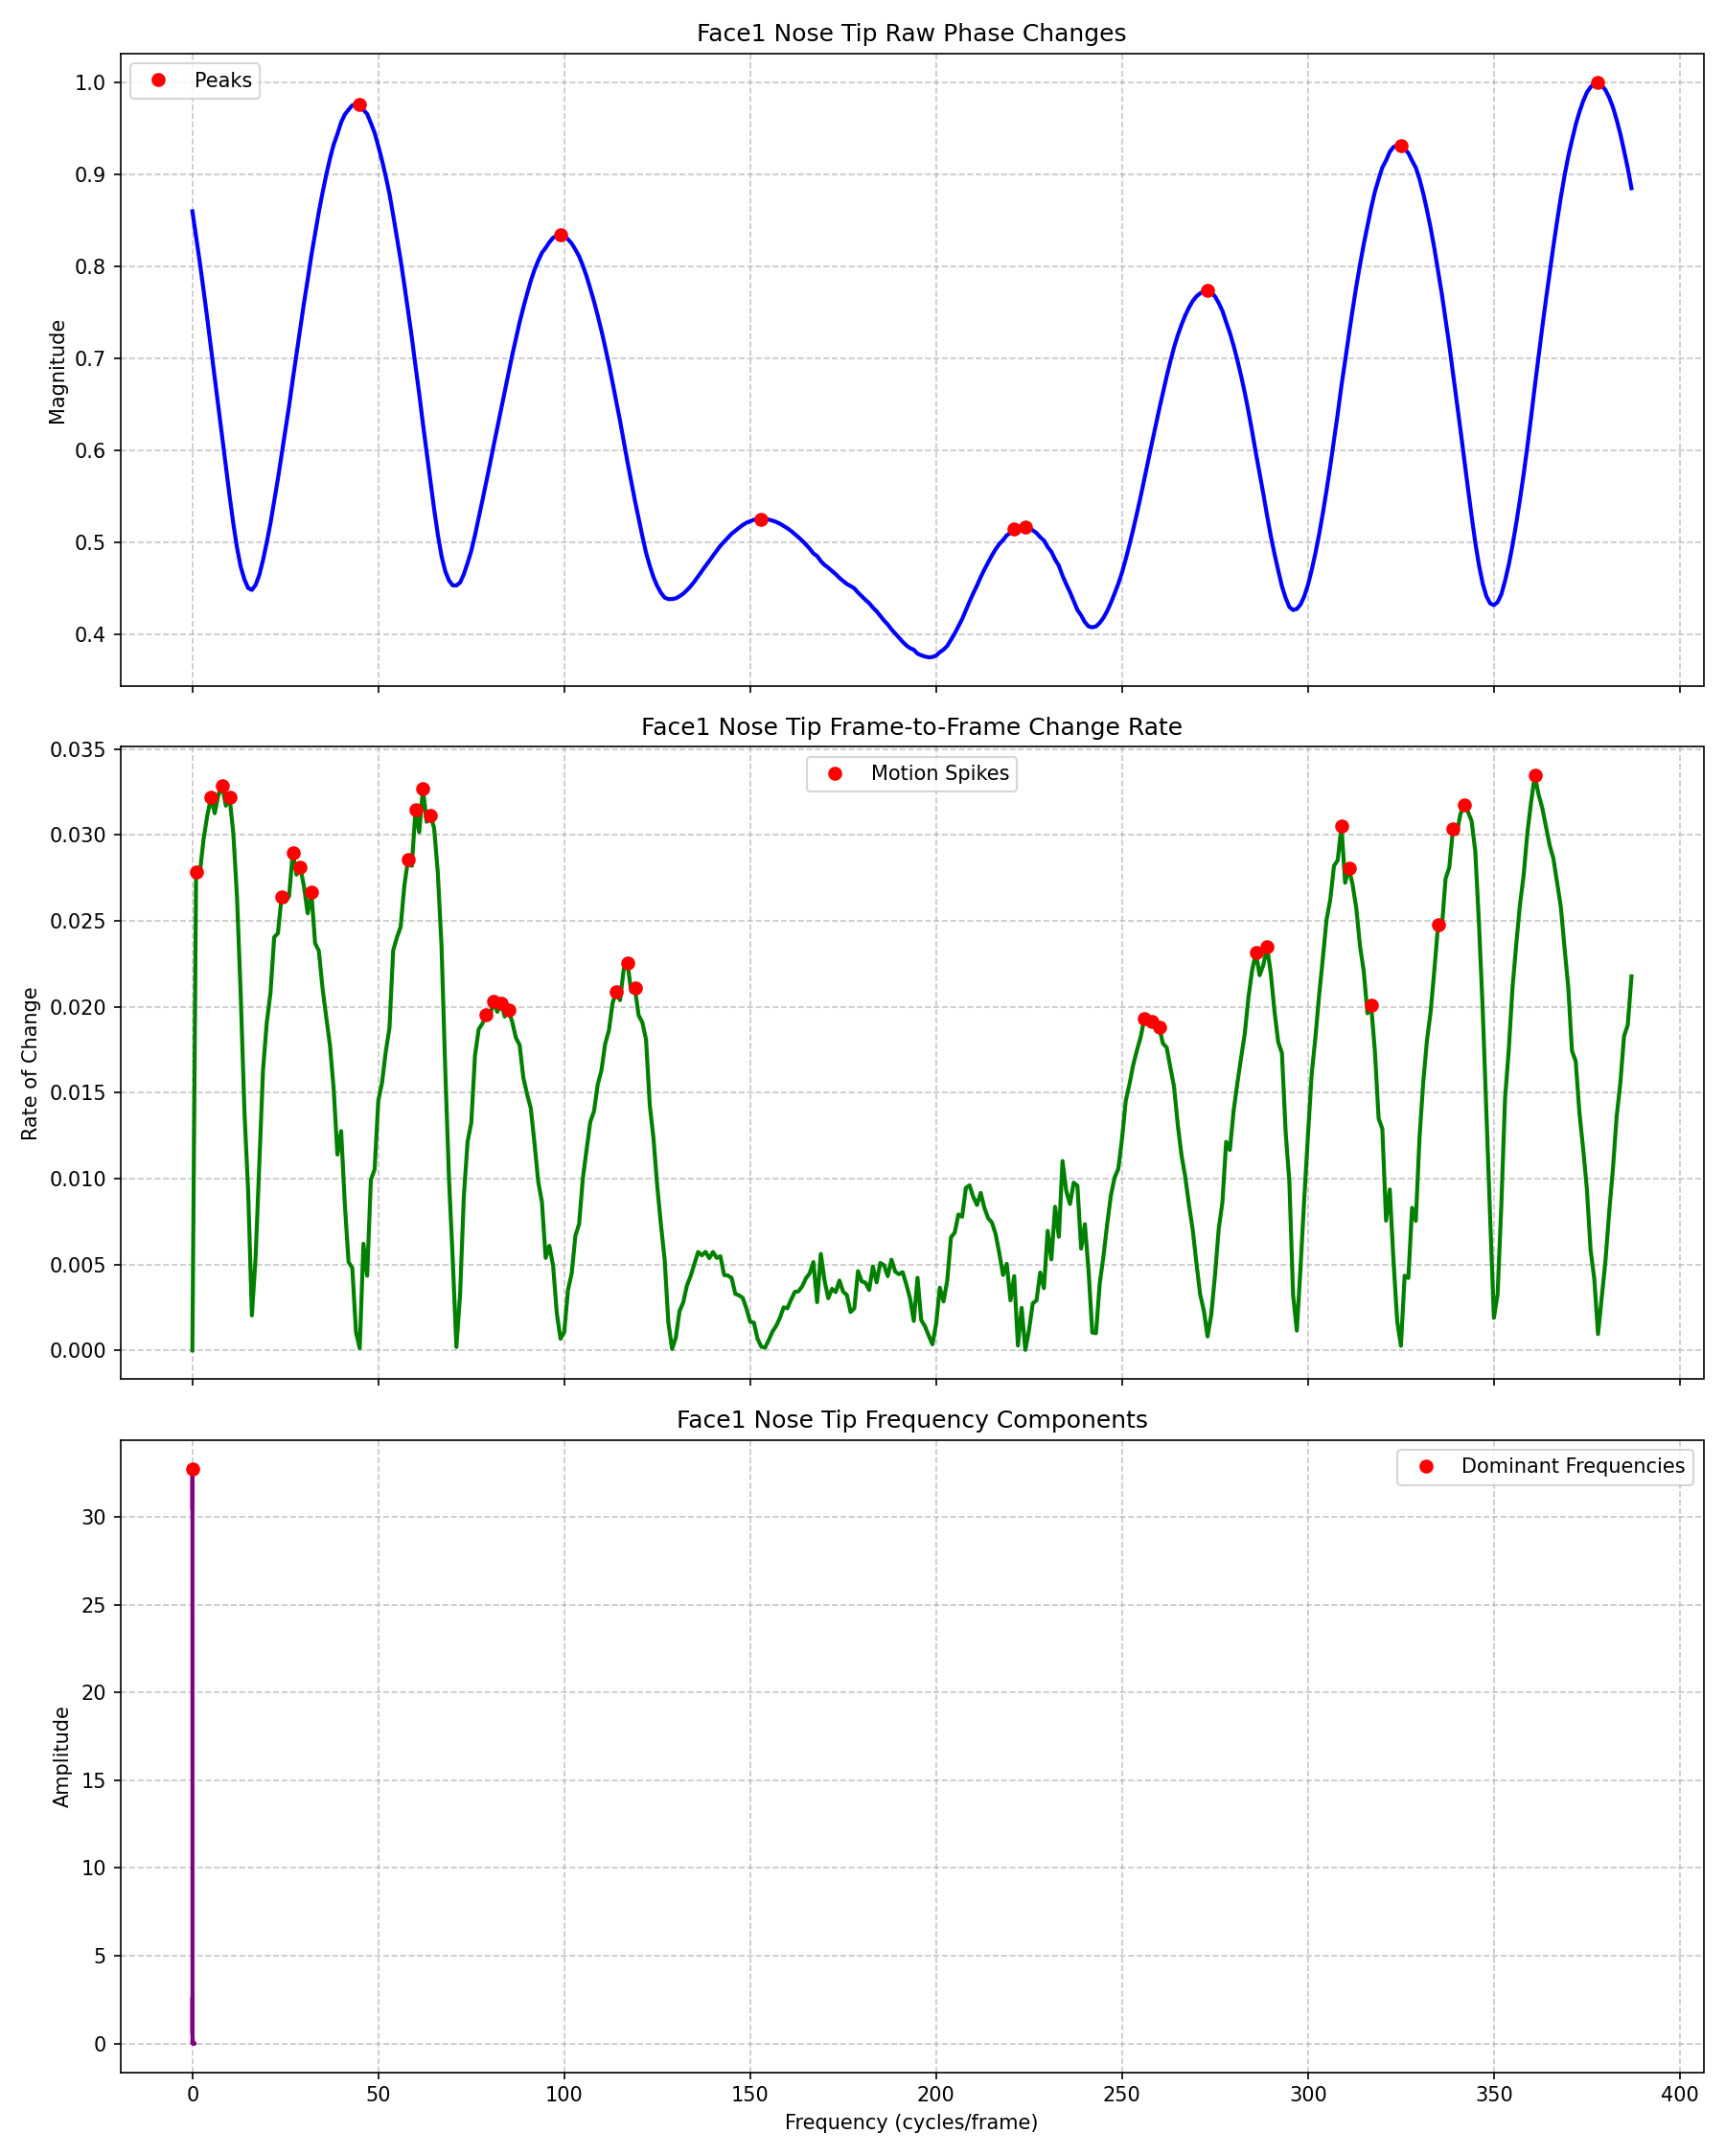 Face1 Nose Tip Raw Phase Changes
Peaks
Magnitude
1.0
0.9
0.8
0.7
0.6
0.5
0.4
Face1 Nose Tip Frame-to-Frame Change Rate
Motion Spikes
Rate of Change
0.035
0.030
0.025
0.020
0.015
0.010
0.005
0.000
Face1 Nose Tip Frequency Components
Dominant Frequencies
Amplitude
30
25
20
15
10
5
0
0 50 100 150 200 250 300 350 400
Frequency (cycles/frame)